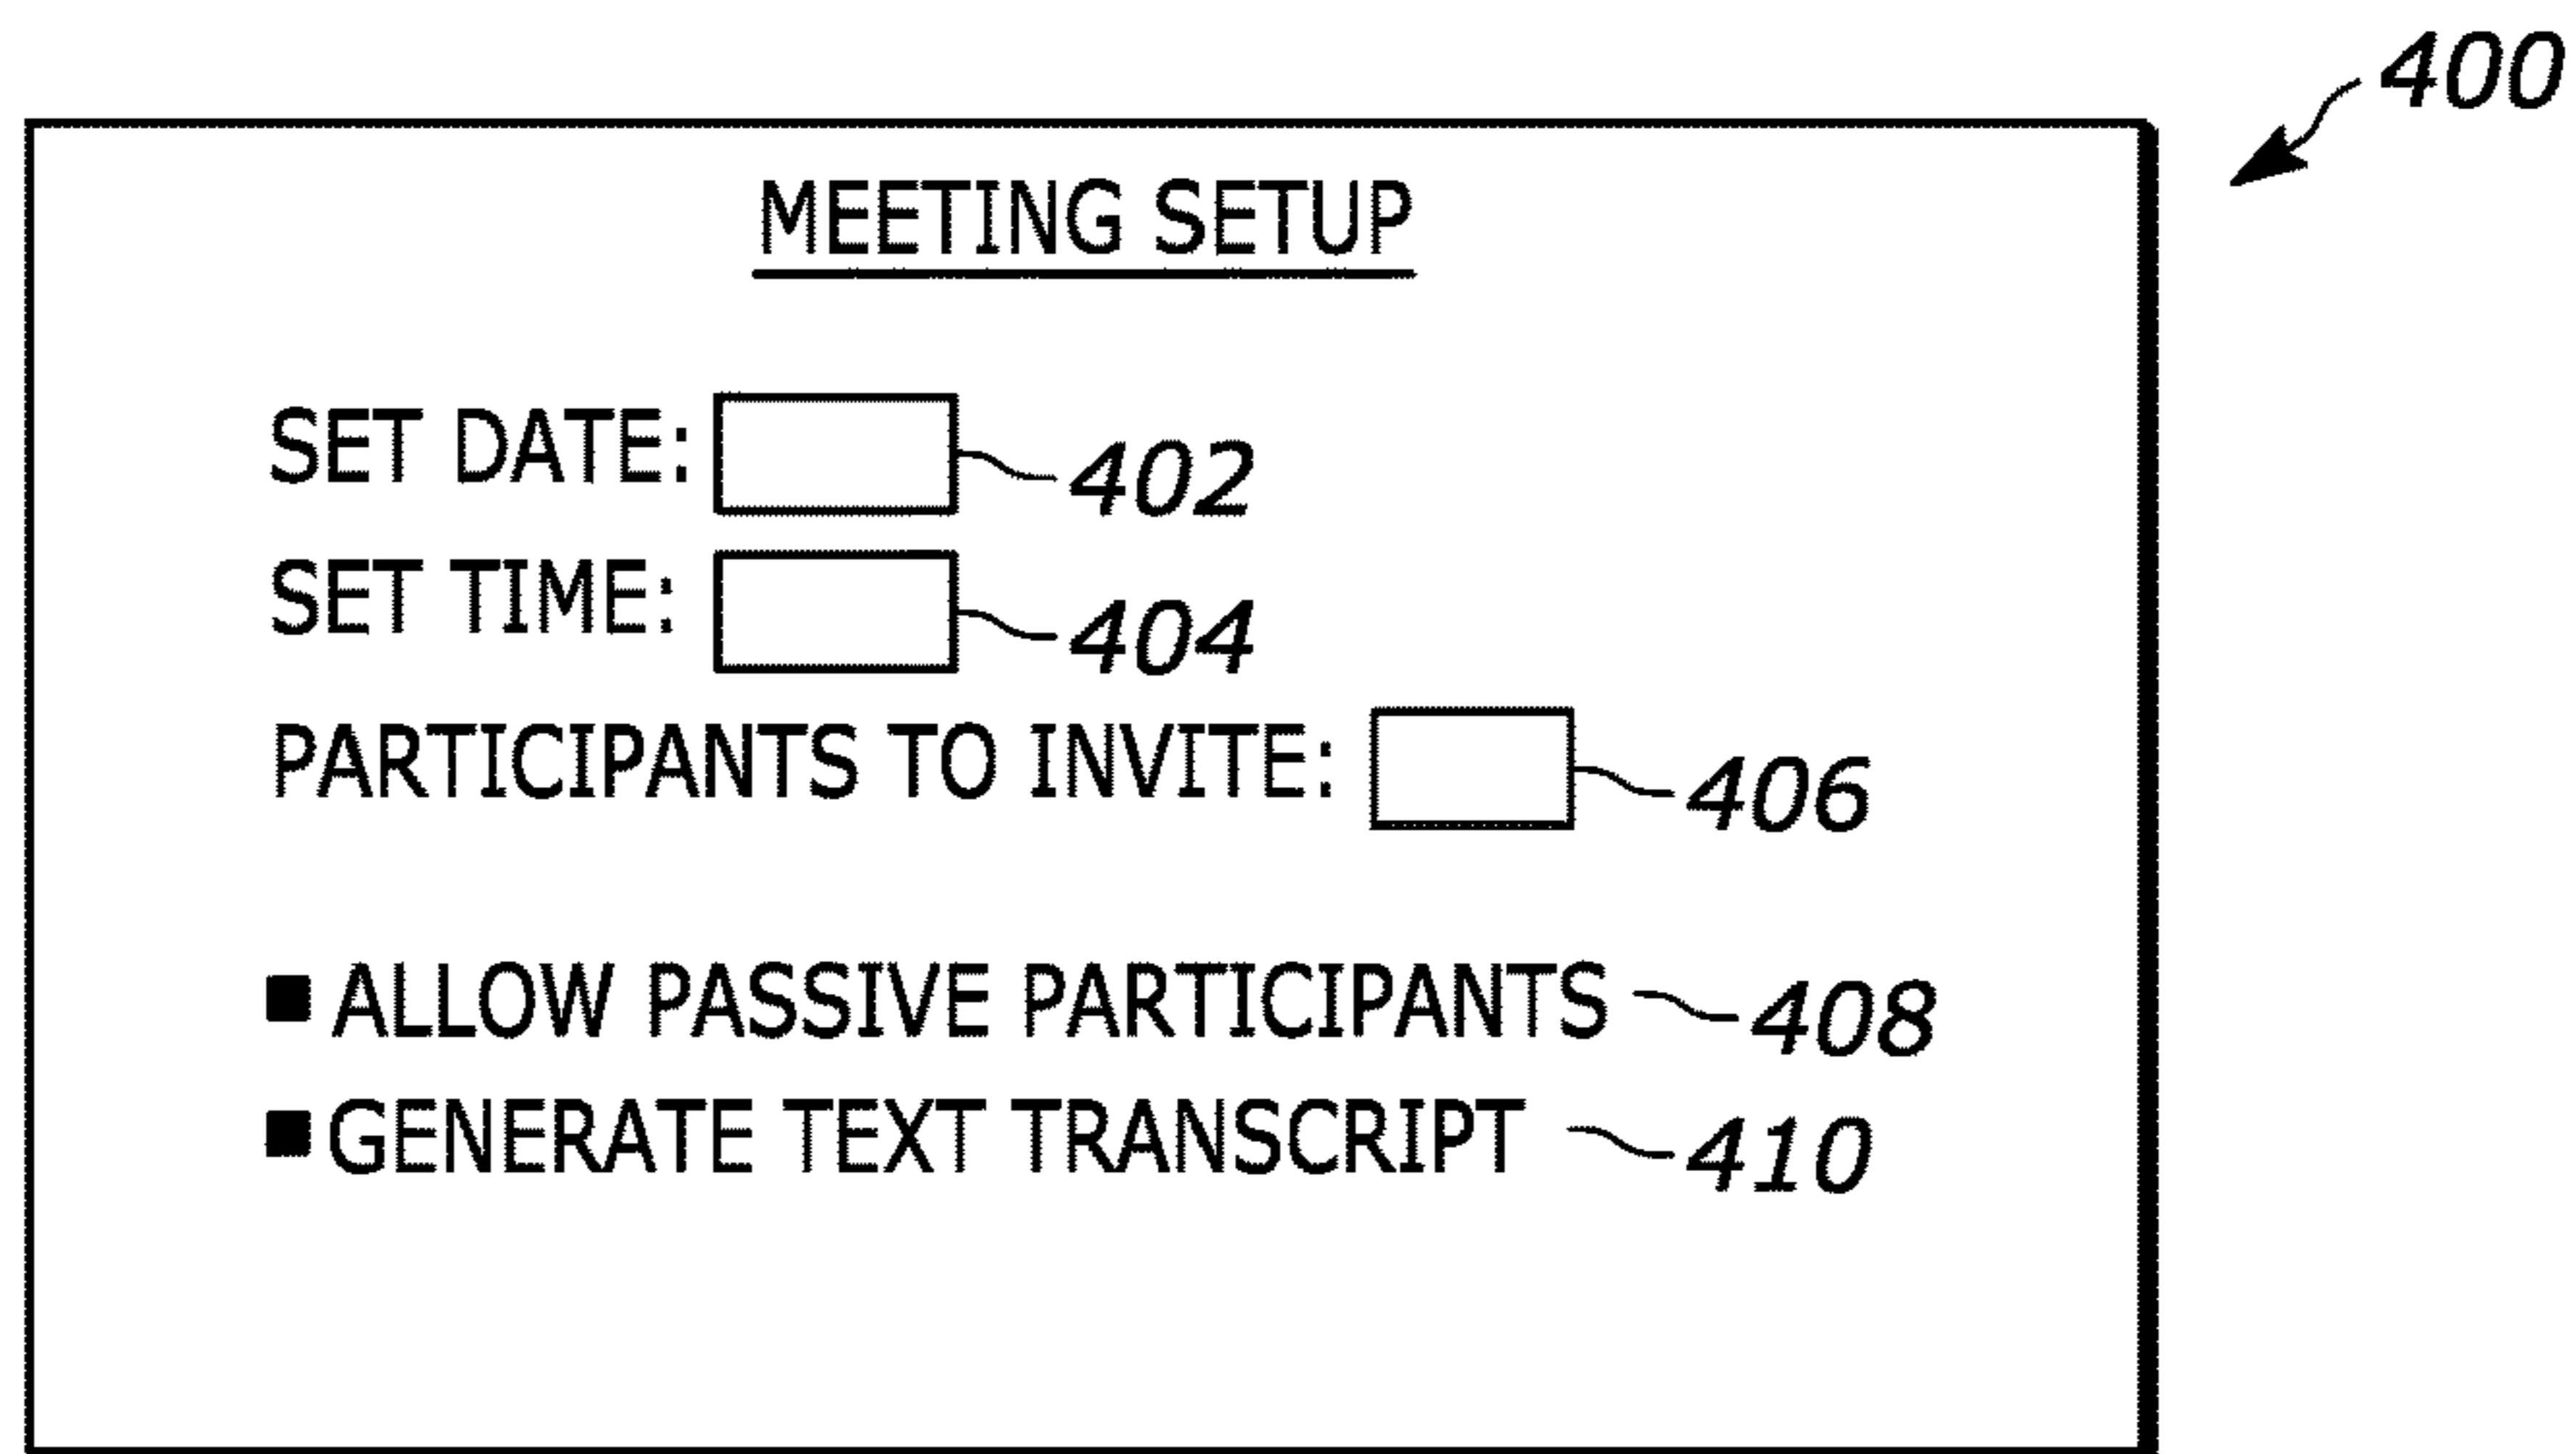 400
MEETING SETUP
SET DATE: 402
SET TIME: 404
PARTICIPANTS TO INVITE: 406
ALLOW PASSIVE PARTICIPANTS 408
GENERATE TEXT TRANSCRIPT 410